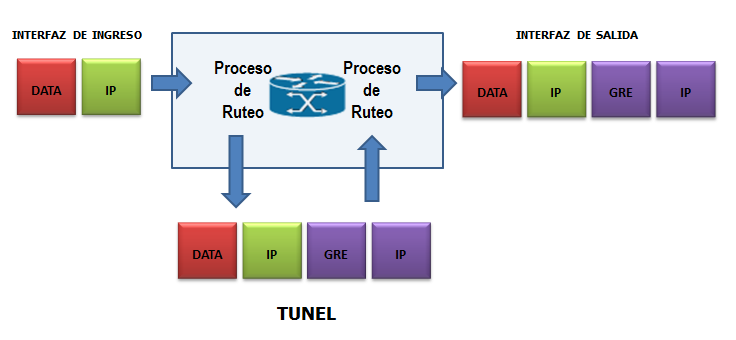 INTERFAZ DE INGRESO
INTERFAZ DE SALIDA
DATA IP
Proceso de Ruteo
Proceso de Ruteo
DATA IP GRE IP
DATA IP GRE IP
TUNEL